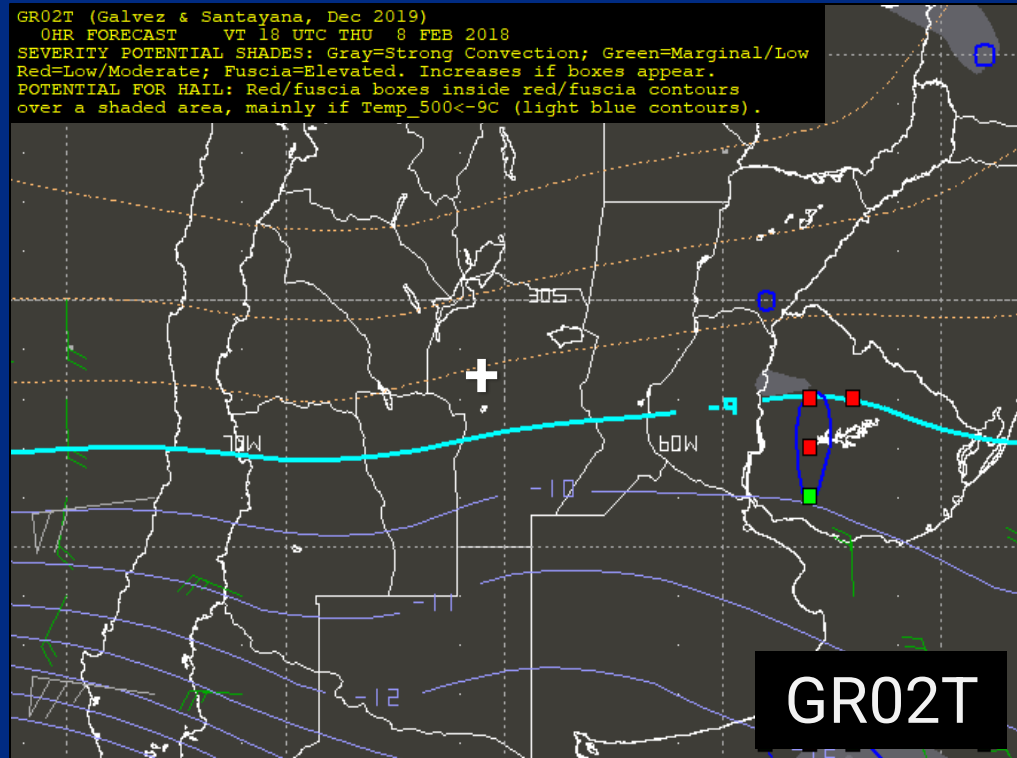 GR02T (Galvez & Santayana, Dec 2019)
0HR FORECAST VT 18 UTC THU 8 FEB 2018
SEVERITY POTENTIAL SHADES: Gray=Strong Convection; Green=Marginal/Low
Red=Low/Moderate; Fuscia=Elevated. Increases if boxes appear.
POTENTIAL FOR HAIL: Red/fuscia boxes inside red/fuscia contours
over a shaded area, mainly if Temp_500<-9C (light blue contours).
30S
-9
70W
60W
-10
-11
-12
GR02T